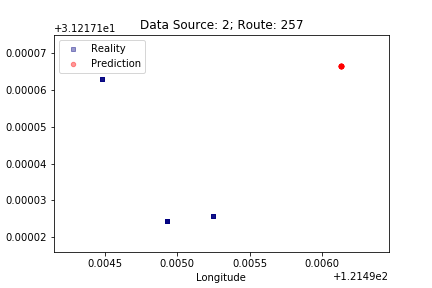 Data Source: 2; Route: 257
+3.12171e1
Reality
Prediction
0.00007
0.00006
0.00005
0.00004
0.00003
0.00002
0.0045 0.0050 0.0055 0.0060
Longitude
+1.2149e2